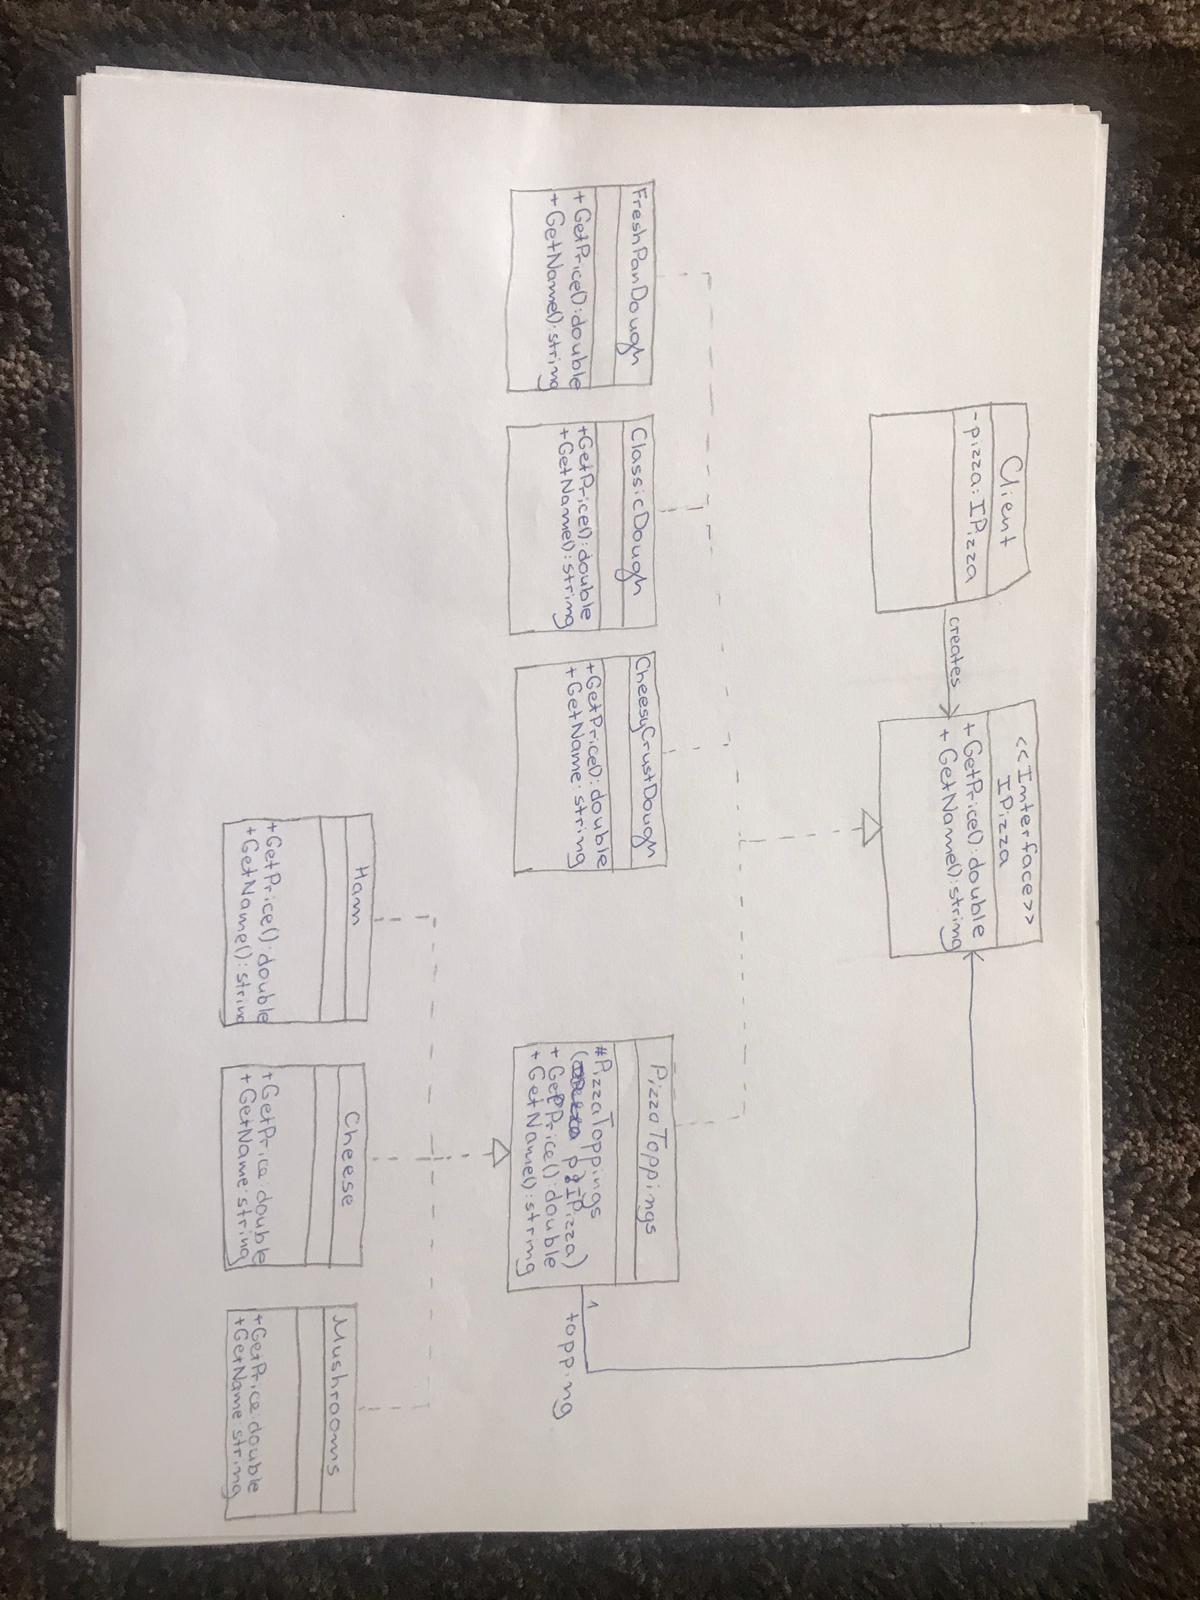 Client
- pizza: IPizza
creates
<<Interface>>
IPizza
+ GetPrice(): double
+ GetName(): string
FreshPanDough
+ GetPrice(): double
+ GetName(): string
ClassicDough
+GetPrice(): double
+GetName(): string
CheesyCrustDough
+GetPrice(): double
+GetName: string
PizzaToppings
#PizzaToppings
( p: IPizza)
+ GetPrice(): double
+ GetName(): string
1
topping
Ham
+GetPrice(): double
+GetName(): string
Cheese
+GetPrice: double
+GetName: string
Mushrooms
+GetPrice: double
+GetName: string